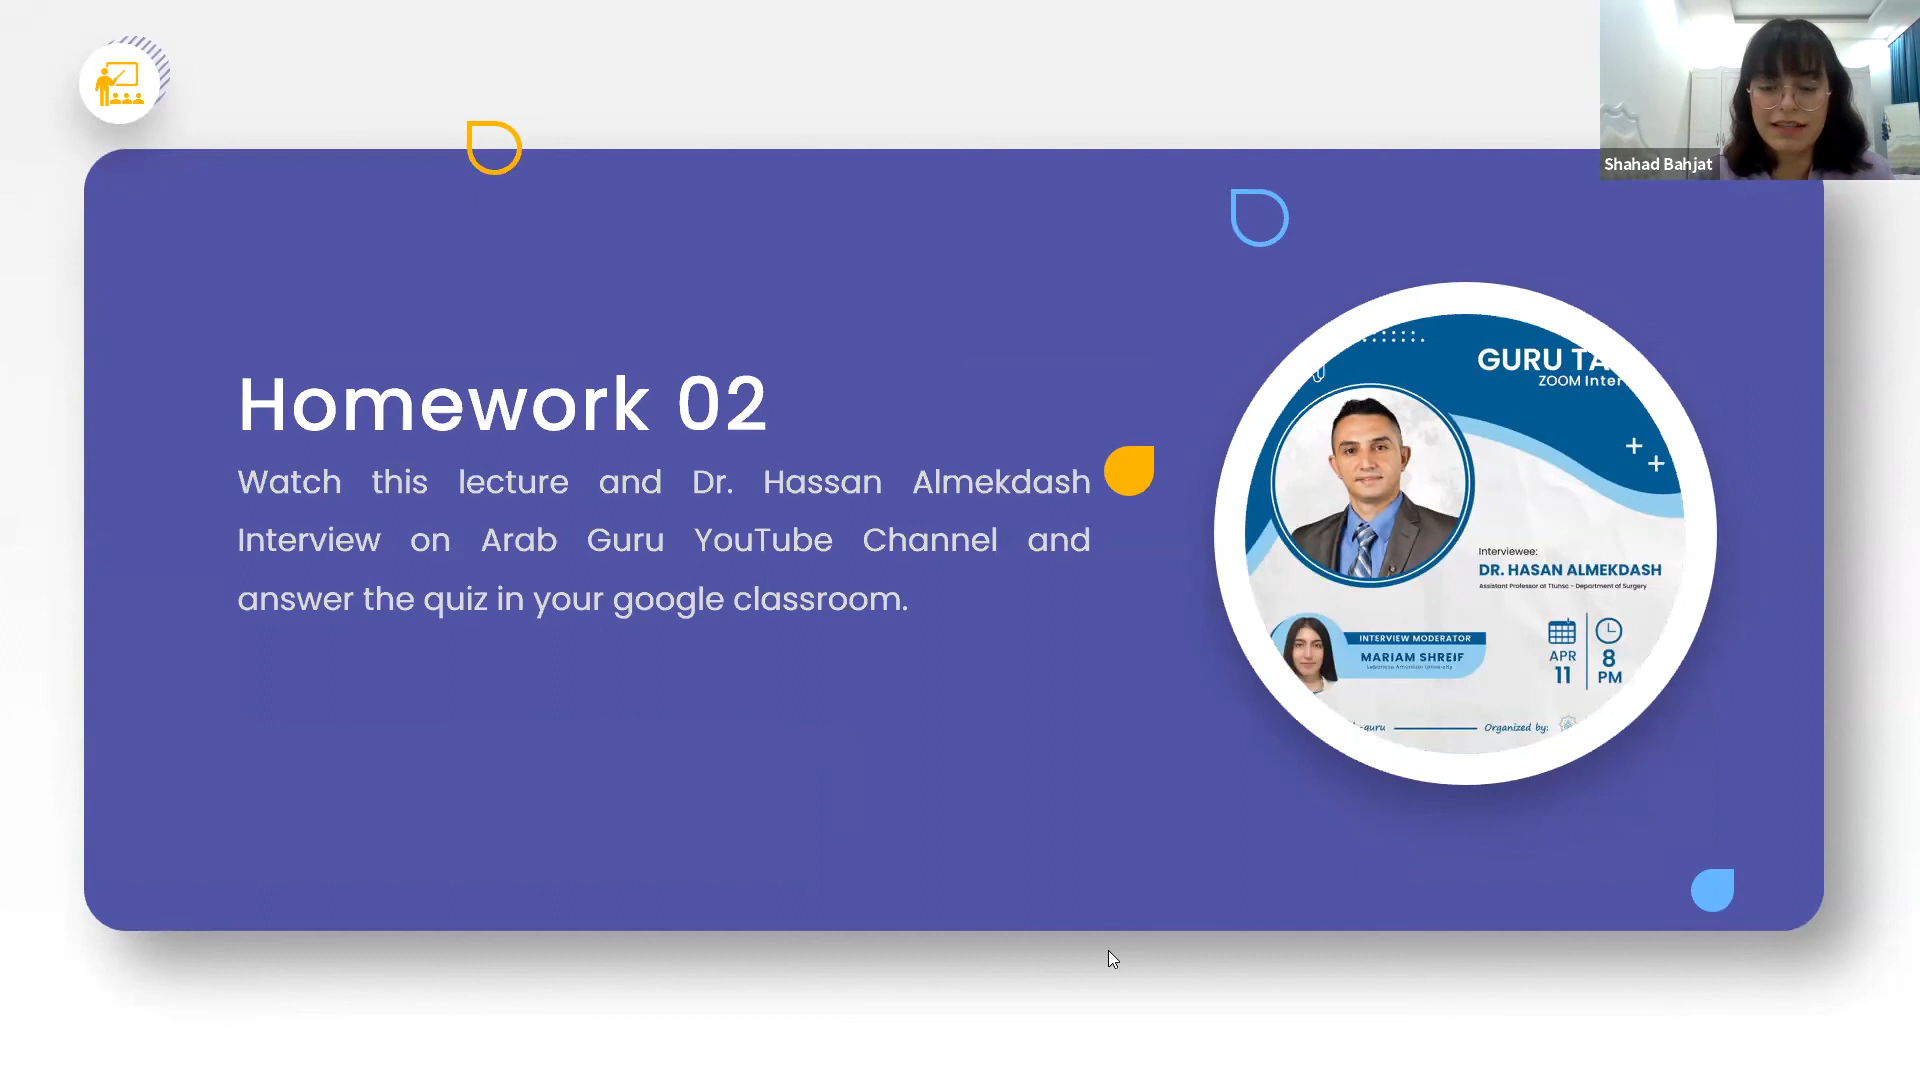 Shahad Bahjat
Homework 02
Watch this lecture and Dr. Hassan Almekdash
Interview on Arab Guru YouTube Channel and
answer the quiz in your google classroom.
GURU TA
ZOOM Inter
Interviewee:
DR. HASAN ALMEKDASH
Assistant Professor at Ttuhsc - Department of Surgery
INTERVIEW MODERATOR
MARIAM SHREIF
Lebanese American University
APR
11
8
PM
-guru
Organized by: